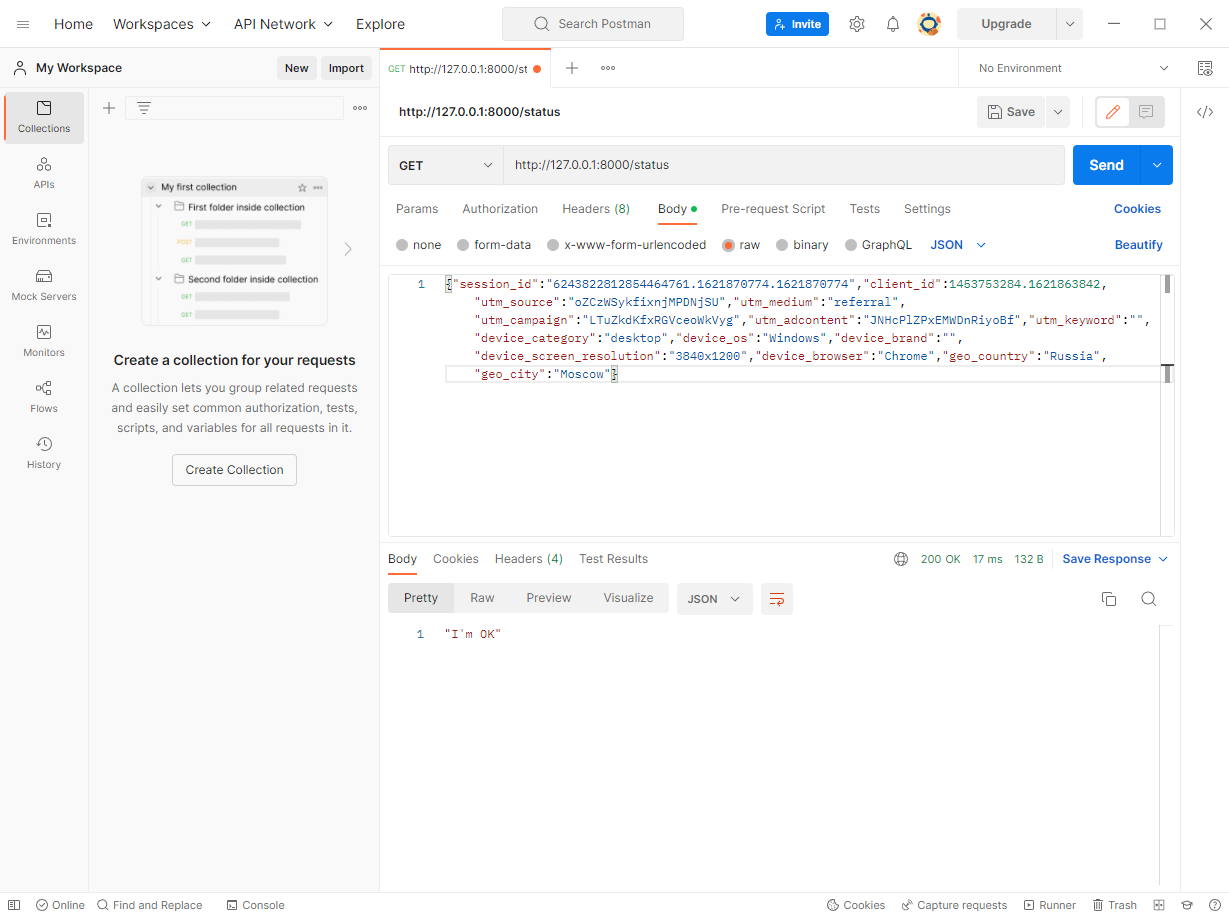 Home Workspaces API Network Explore Search Postman Invite Upgrade
My Workspace New Import GET http://127.0.0.1:8000/st No Environment
Collections
APIs
Environments
Mock Servers
Monitors
Flows
History
My first collection
First folder inside collection
GET
POST
GET
Second folder inside collection
GET
GET
Create a collection for your requests
A collection lets you group related requests
and easily set common authorization, tests,
scripts, and variables for all requests in it.
Create Collection
http://127.0.0.1:8000/status Save
GET http://127.0.0.1:8000/status Send
Params Authorization Headers (8) Body Pre-request Script Tests Settings Cookies
none form-data x-www-form-urlencoded raw binary GraphQL JSON Beautify
1 {"session_id":"6243822812854464761.1621870774.1621870774","client_id":1453753284.1621863842,
"utm_source":"oZCzWSykfixnjMPDNjSU","utm_medium":"referral",
"utm_campaign":"LTuZkdKfxRGVceoWkVyg","utm_adcontent":"JNHcPlZPxEMWDnRiyoBf","utm_keyword":"",
"device_category":"desktop","device_os":"Windows","device_brand":"",
"device_screen_resolution":"3840x1200","device_browser":"Chrome","geo_country":"Russia",
"geo_city":"Moscow"}
Body Cookies Headers (4) Test Results 200 OK 17 ms 132 B Save Response
Pretty Raw Preview Visualize JSON
1 "I'm OK"
Online Find and Replace Console Cookies Capture requests Runner Trash